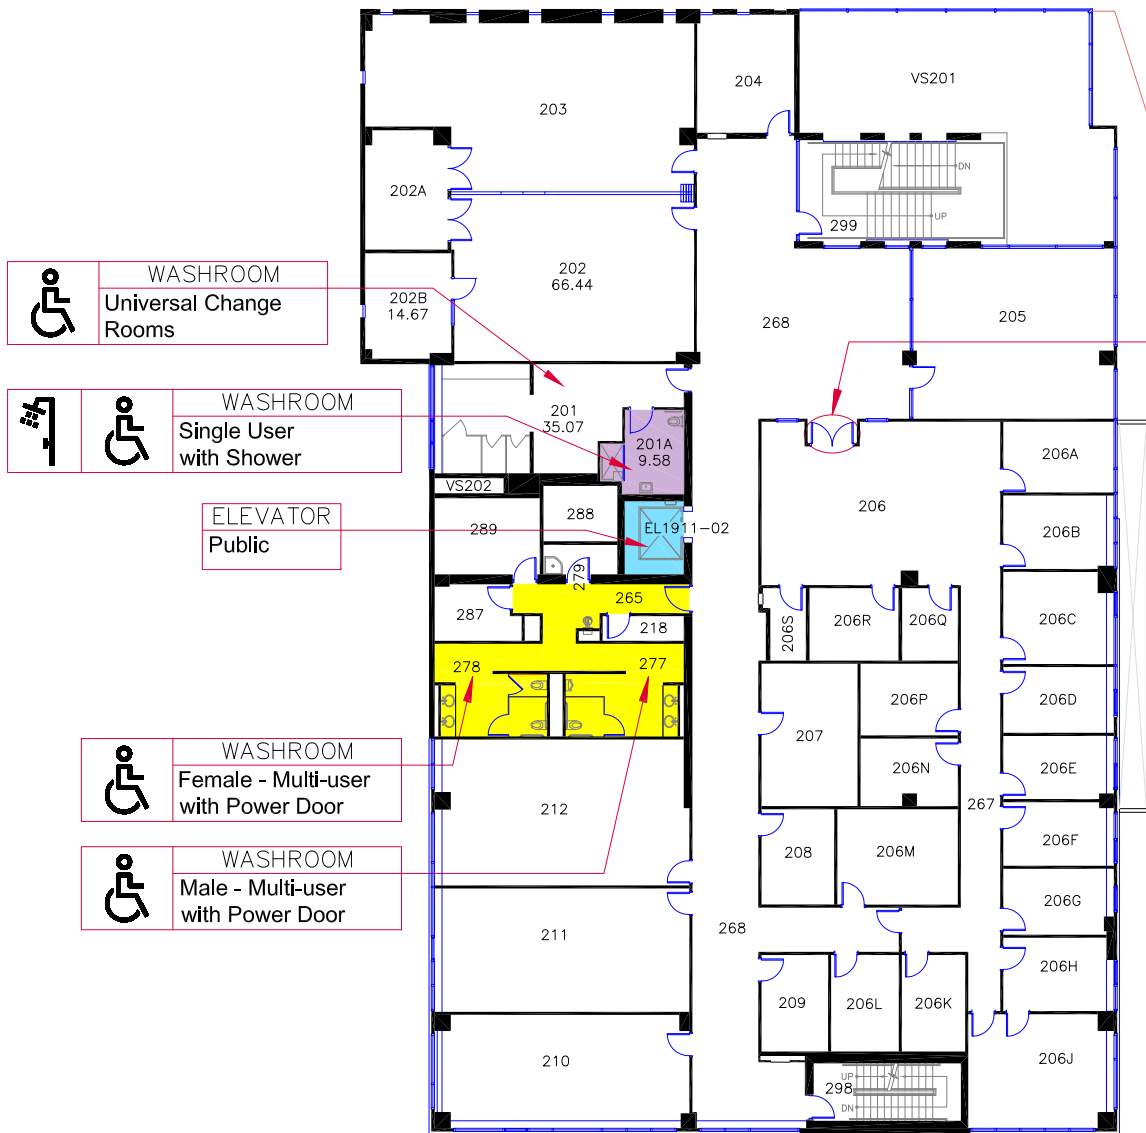 204
VS201
203
DN
202A
UP
299
WASHROOM
Universal Change
Rooms
202
66.44
202B
14.67
268
205
WASHROOM
Single User
with Shower
201
35.07
201A
9.58
206A
VS202
206
ELEVATOR
Public
288
289
EL1911-02
206B
279
265
287
218
206S
206R
206Q
206C
278
277
206P
206D
207
WASHROOM
Female - Multi-user
with Power Door
206N
206E
212
267
WASHROOM
Male - Multi-user
with Power Door
208
206M
206F
206G
211
268
206H
209
206L
206K
210
206J
UP
298
DN